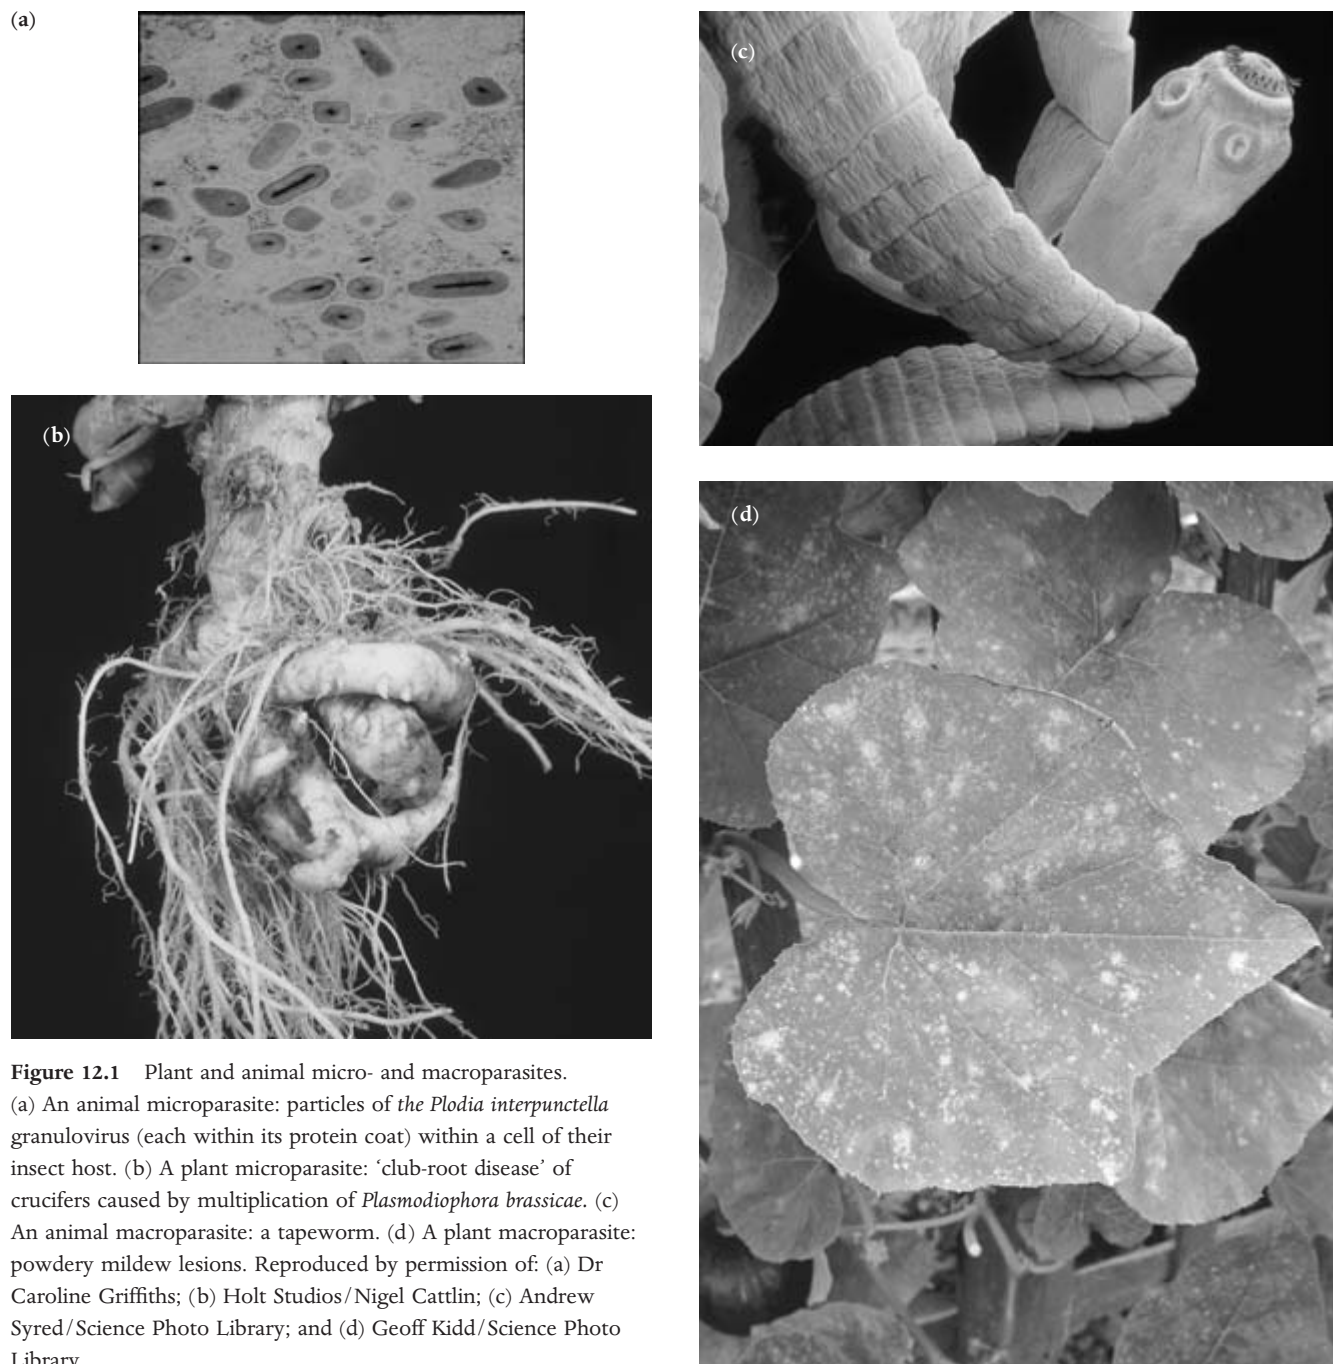 (a)
(c)
(b)
(d)
Figure 12.1 Plant and animal micro- and macroparasites.
(a) An animal microparasite: particles of the Plodia interpunctella
granulovirus (each within its protein coat) within a cell of their
insect host. (b) A plant microparasite: ‘club-root disease’ of
crucifers caused by multiplication of Plasmodiophora brassicae. (c)
An animal macroparasite: a tapeworm. (d) A plant macroparasite:
powdery mildew lesions. Reproduced by permission of: (a) Dr
Caroline Griffiths; (b) Holt Studios/Nigel Cattlin; (c) Andrew
Syred/Science Photo Library; and (d) Geoff Kidd/Science Photo
Library